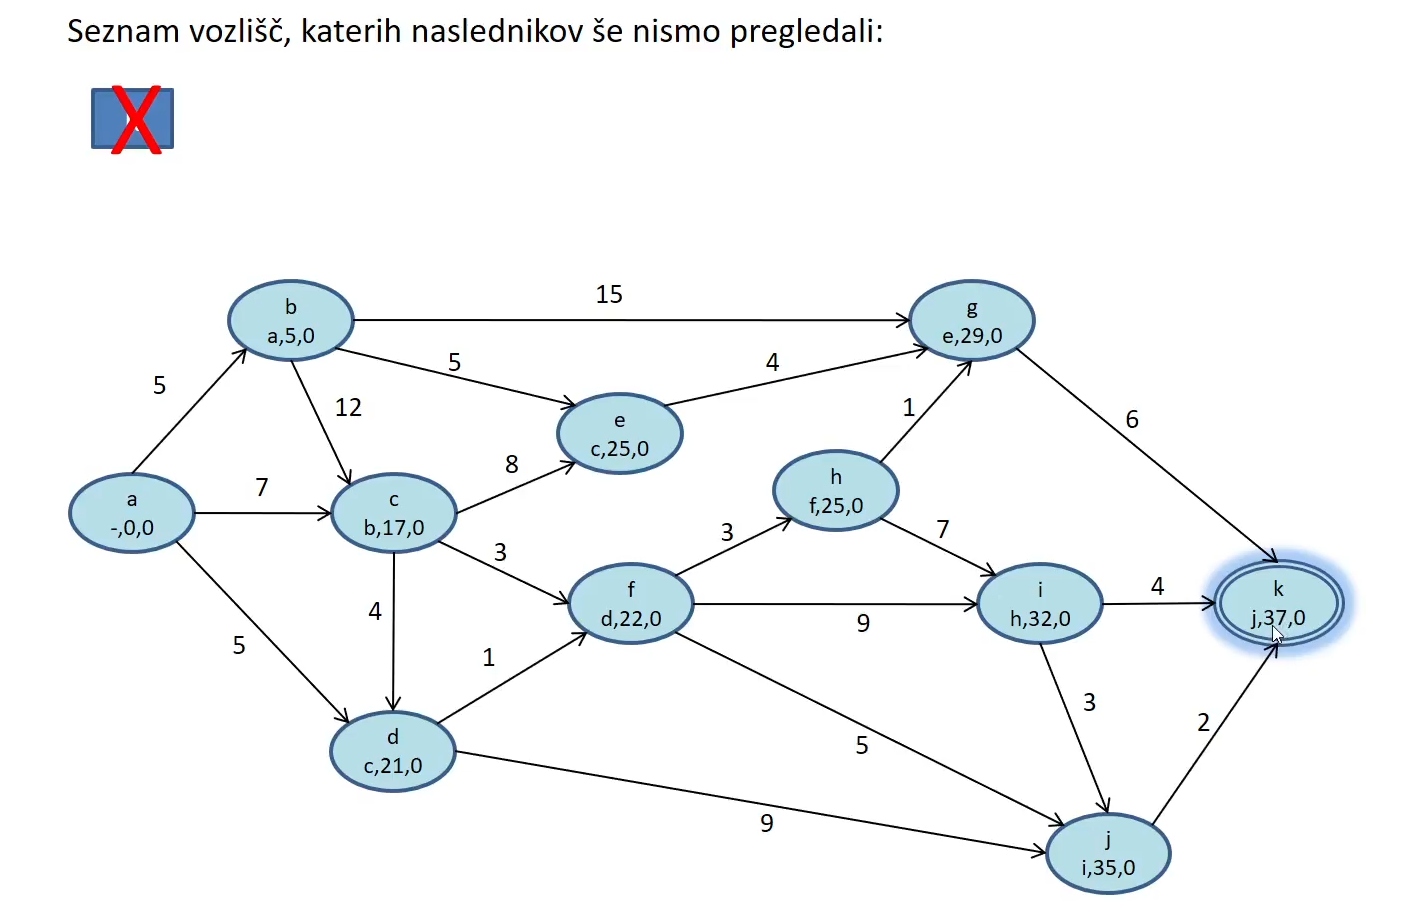 Seznam vozlišč, katerih naslednikov še nismo pregledali:
X
b
a,5,0
15
g
e,29,0
5
5
4
12
1
6
e
c,25,0
8
7
a
-,0,0
c
b,17,0
h
f,25,0
3
3
7
f
d,22,0
9
i
h,32,0
4
k
j,37,0
4
5
1
3
2
5
d
c,21,0
9
j
i,35,0